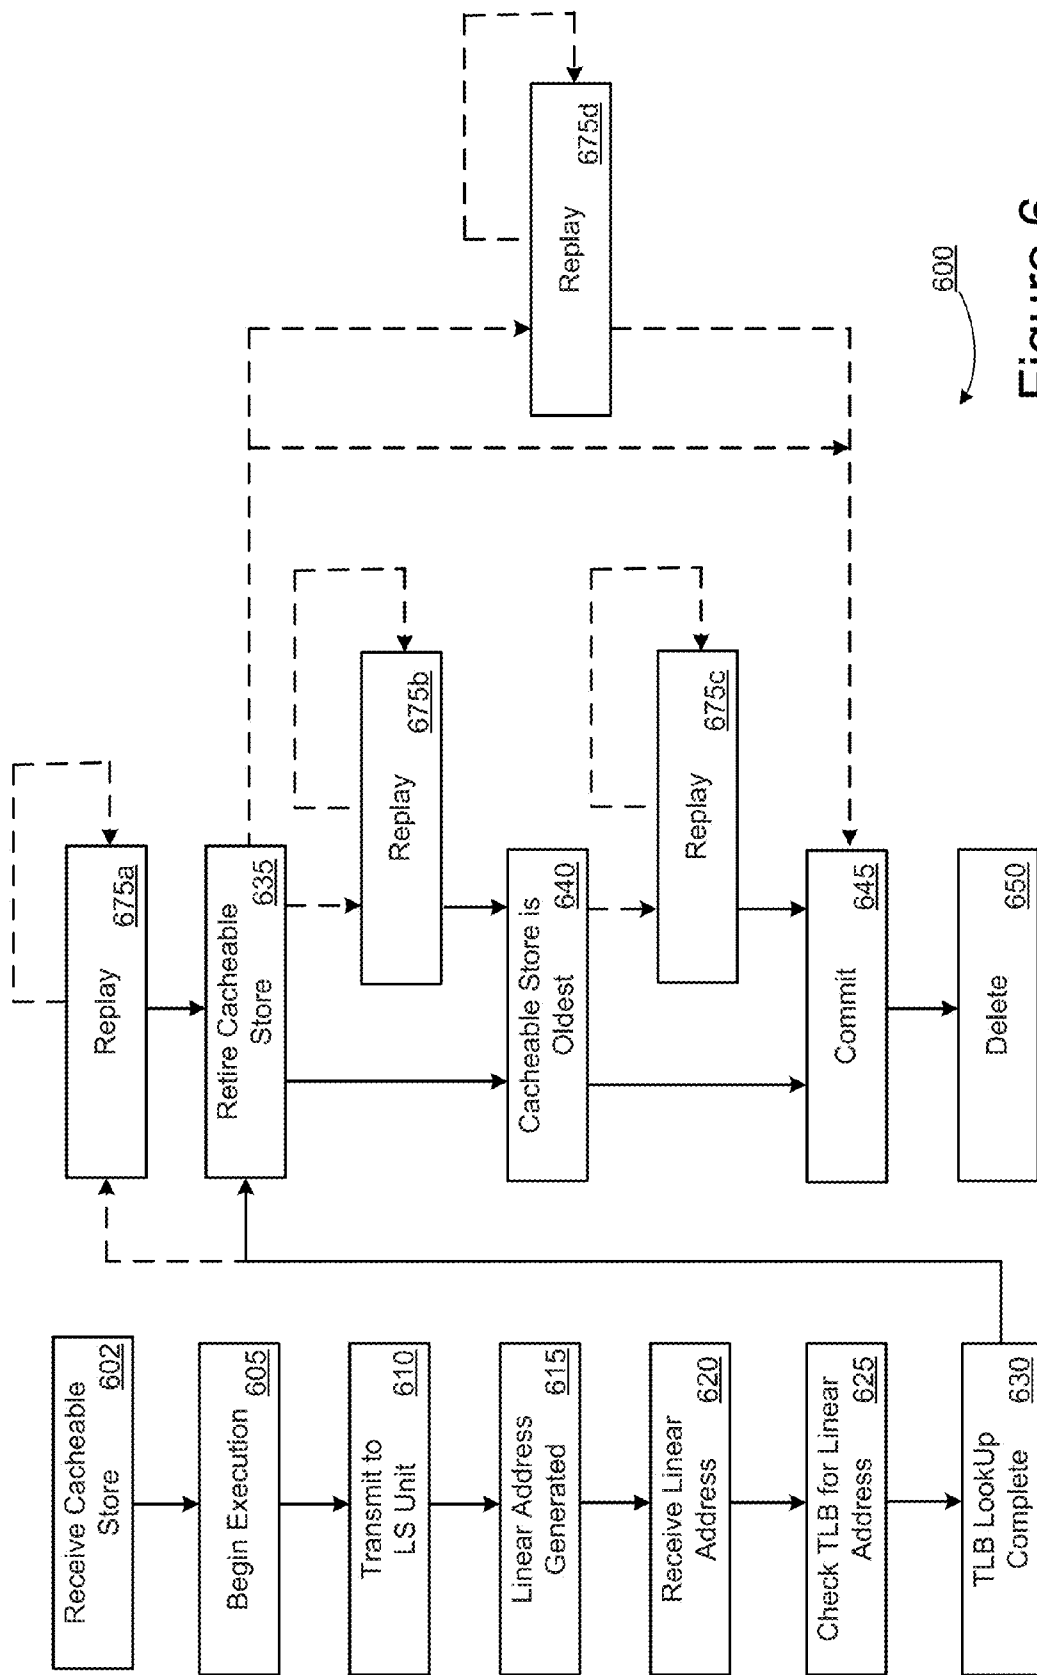 Receive Cacheable
Store
602
Begin Execution
605
Transmit to
LS Unit
610
Linear Address
Generated
615
Receive Linear
Address
620
Check TLB for Linear
Address
625
TLB LookUp
Complete
630
Replay
675a
Retire Cacheable
Store
635
Replay
675b
Cacheable Store is
Oldest
640
Replay
675c
Commit
645
Delete
650
Replay
675d
600
Figure 6